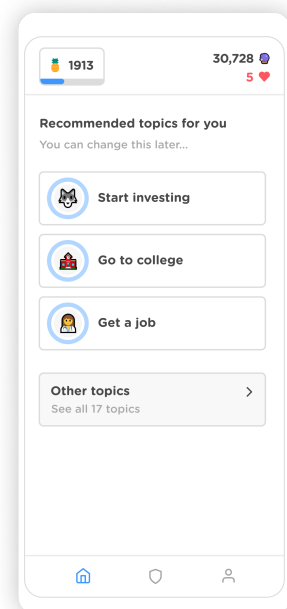 1913
30,728
5
Recommended topics for you
You can change this later...
Start investing
Go to college
Get a job
Other topics
See all 17 topics